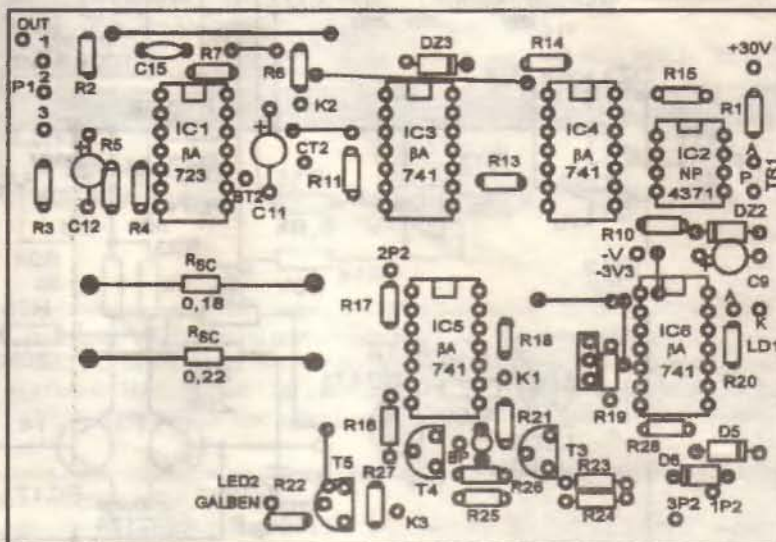 OUT
1
P1
2
3
R2
C15
R7
R6
K2
DZ3
R14
+30V
R15
R1
IC1
βA
723
IC3
βA
741
IC4
βA
741
IC2
NP
4371
A
P
TR1
R5
CT2
BT2
R11
C11
R13
R3
C12
R4
DZ2
R10
-V
-3V3
C9
RSC
0,18
2P2
R17
IC5
βA
741
R18
IC6
βA
741
A
K
LD1
R20
RSC
0,22
K1
R19
R16
R21
R28
BP
T5
R27
T4
T3
D5
LED2
GALBEN
R22
K3
R26
R25
R23
R24
D6
3P2
1P2